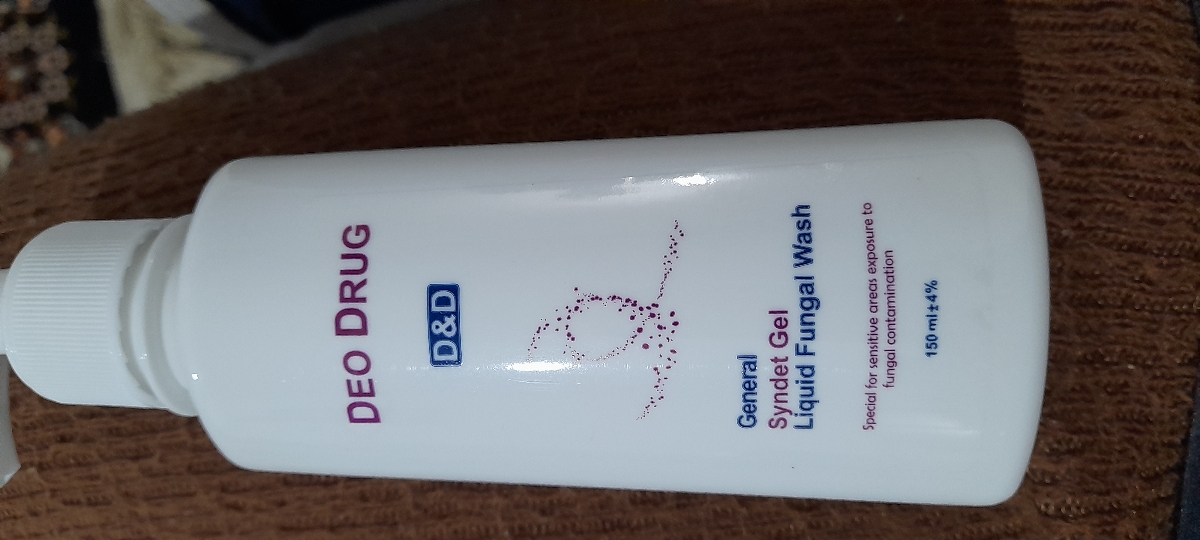 DEO DRUG
D&D
General
Syndet Gel
Liquid Fungal Wash
Special for sensitive areas exposure to
fungal contamination
150 ml±4%